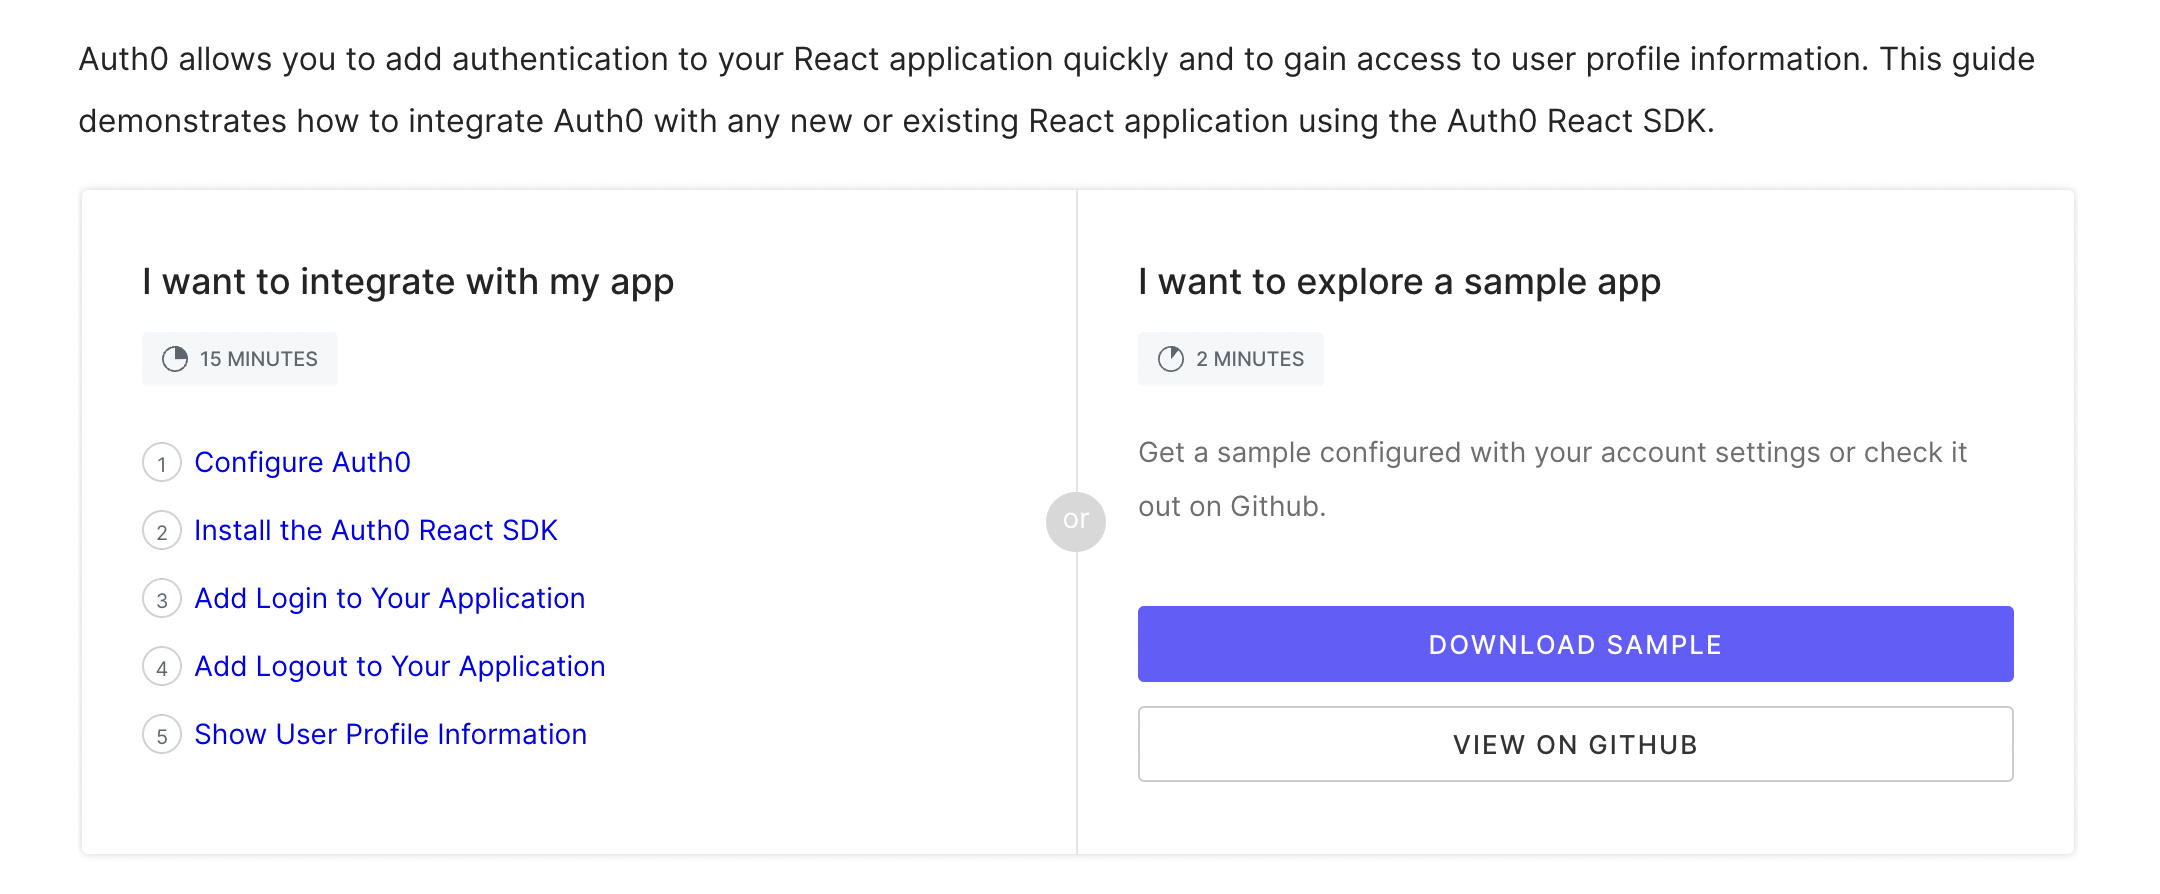 Auth0 allows you to add authentication to your React application quickly and to gain access to user profile information. This guide
demonstrates how to integrate Auth0 with any new or existing React application using the Auth0 React SDK.
I want to integrate with my app
15 MINUTES
1 Configure Auth0
2 Install the Auth0 React SDK
3 Add Login to Your Application
4 Add Logout to Your Application
5 Show User Profile Information
or
I want to explore a sample app
2 MINUTES
Get a sample configured with your account settings or check it
out on Github.
DOWNLOAD SAMPLE
VIEW ON GITHUB